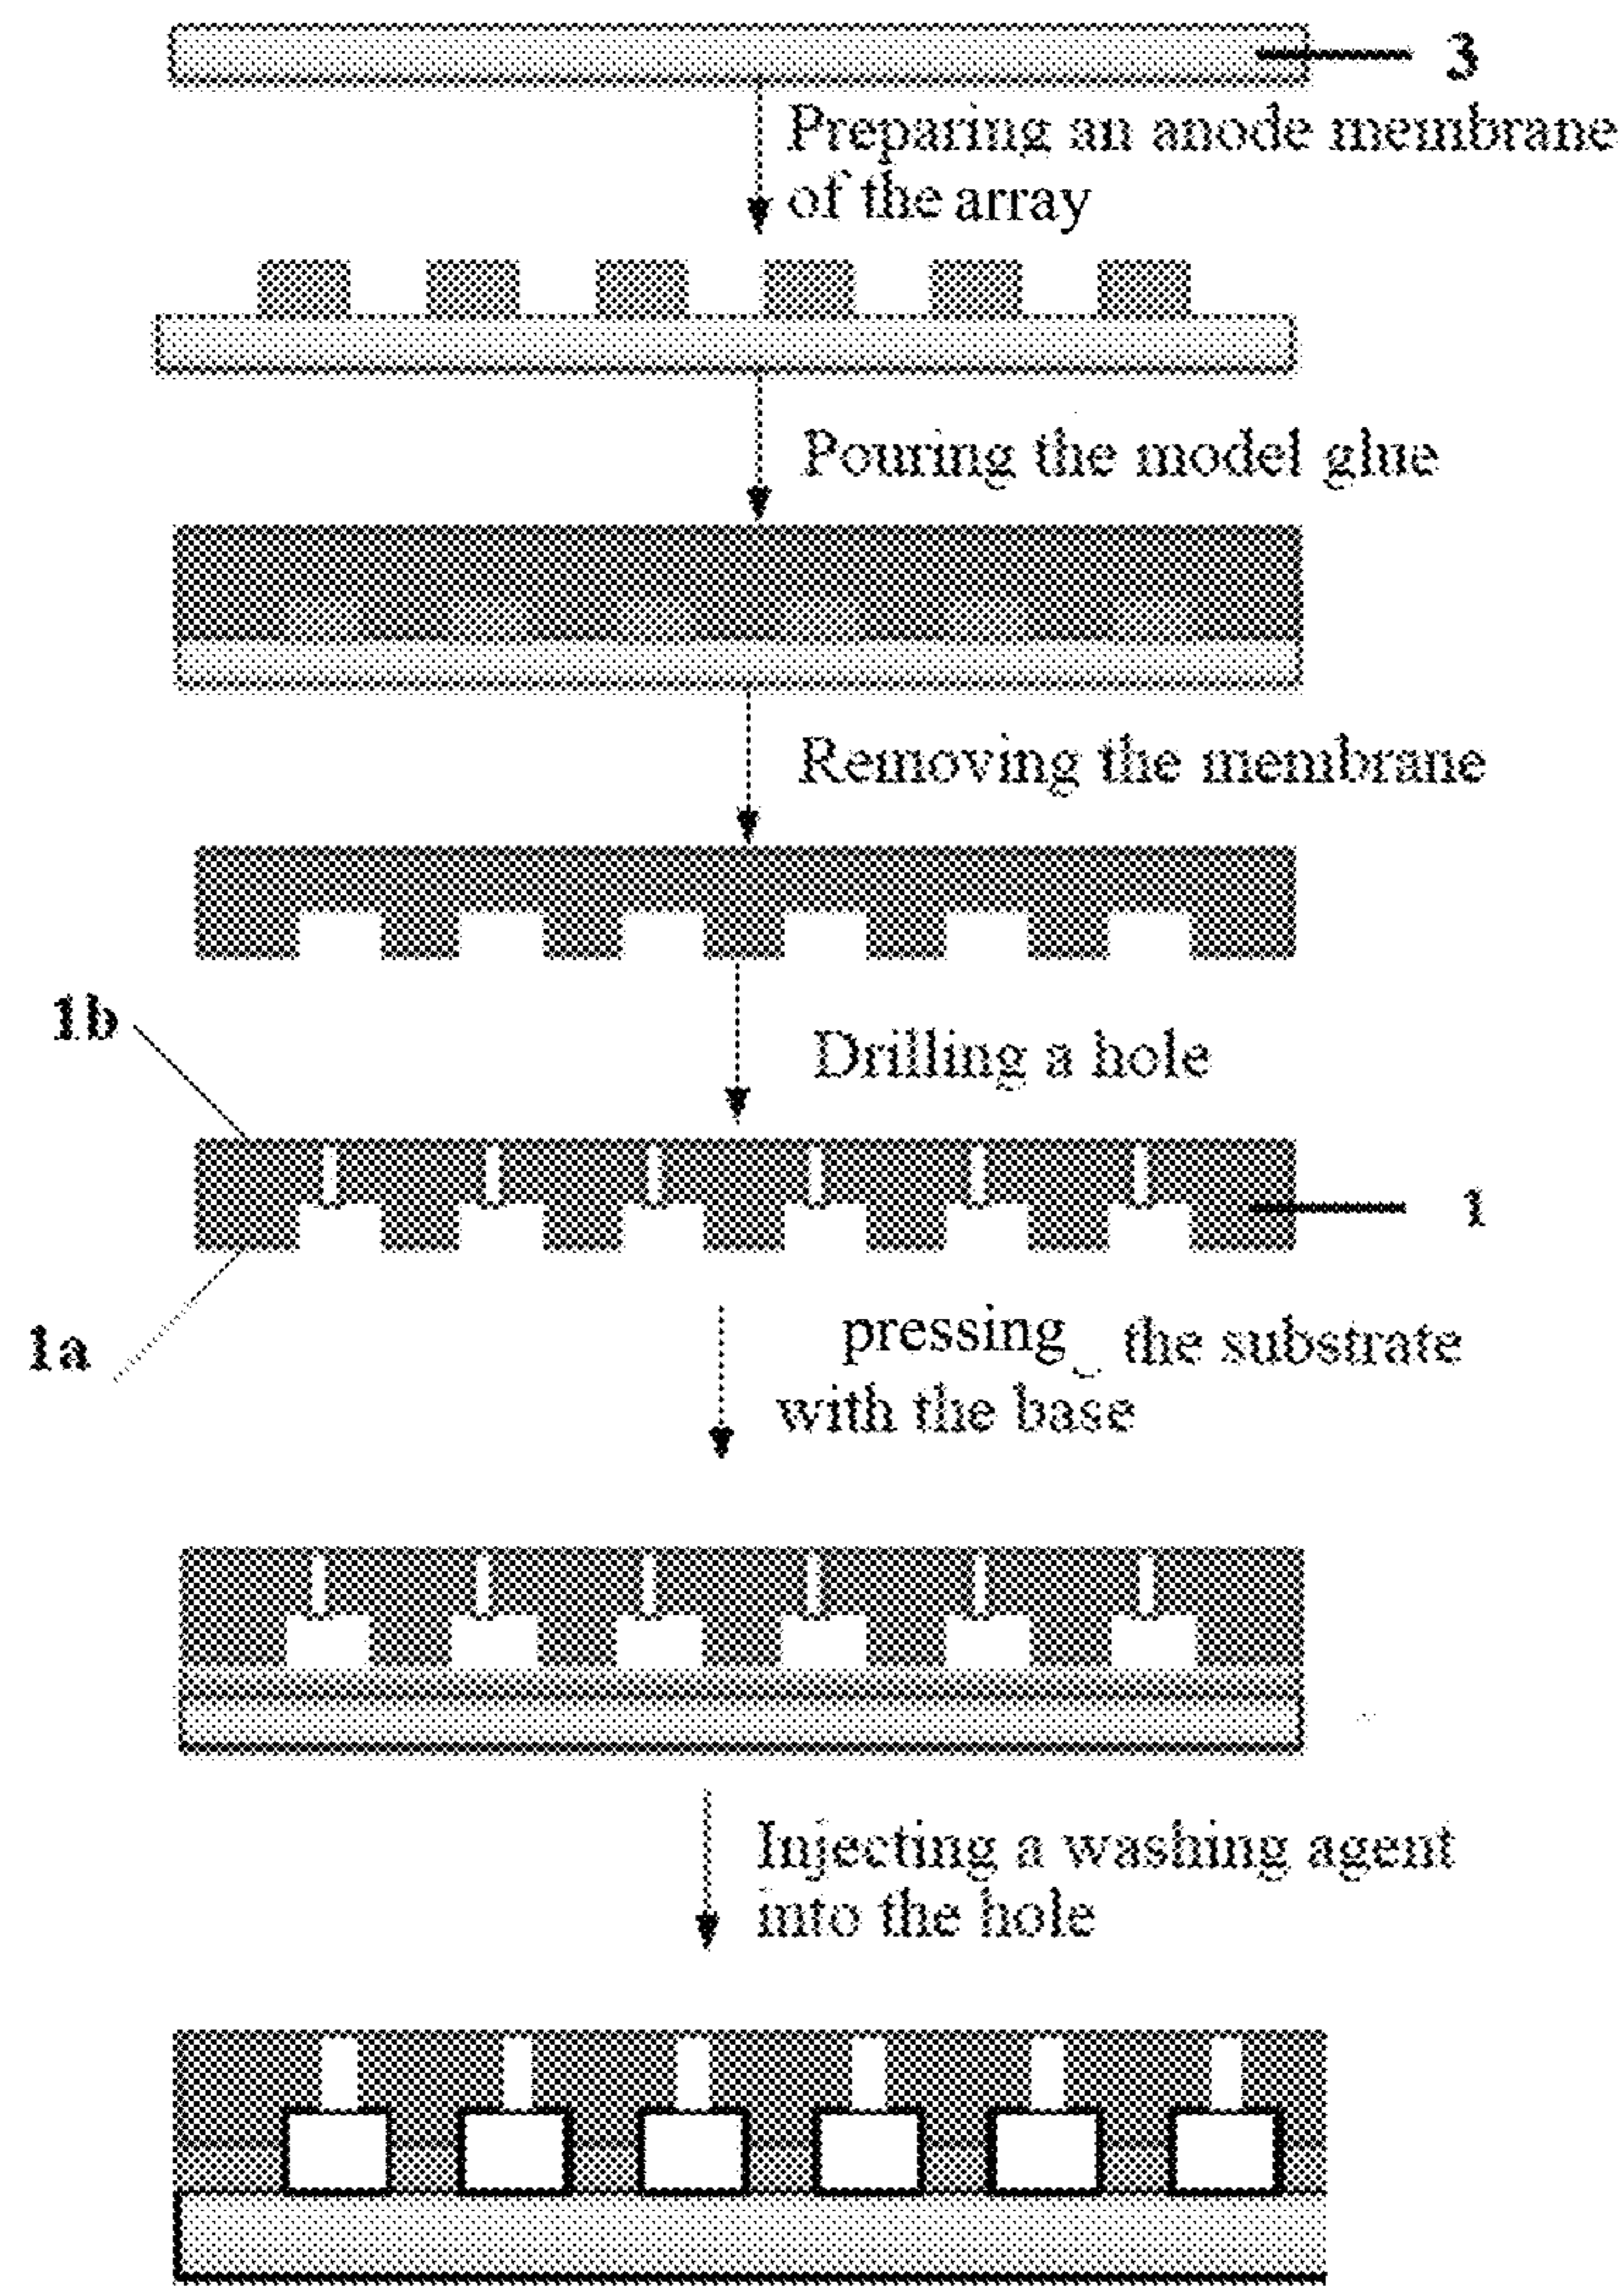 3
Preparing an anode membrane
of the array
Pouring the model glue
Removing the membrane
1b
Drilling a hole
1
1a
pressing the substrate
with the base
Injecting a washing agent
into the hole